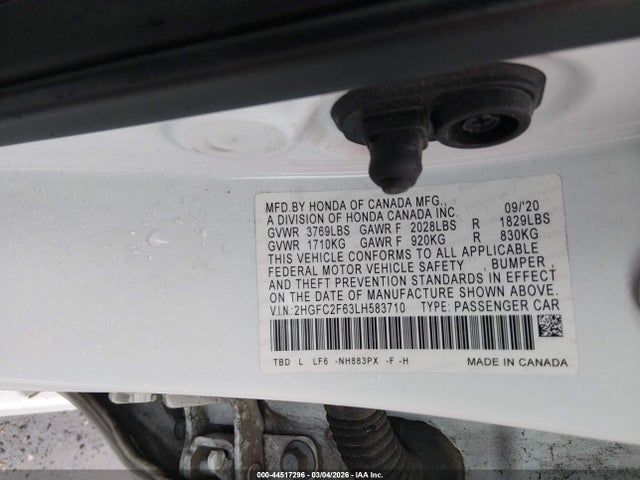 MFD.BY HONDA OF CANADA MFG.,
A DIVISION OF HONDA CANADA INC. 09/'20
GVWR 3769LBS GAWR F 2028LBS R 1829LBS
GVWR 1710KG GAWR F 920KG R 830KG
THIS VEHICLE CONFORMS TO ALL APPLICABLE
FEDERAL MOTOR VEHICLE SAFETY , BUMPER ,
AND THEFT PREVENTION STANDARDS IN EFFECT
ON THE DATE OF MANUFACTURE SHOWN ABOVE.
V.I.N.:2HGFC2F63LH583710 TYPE: PASSENGER CAR
TBD L LF6 -NH883PX -F -H MADE IN CANADA
000-44517296 - 03/04/2026 - IAA Inc.